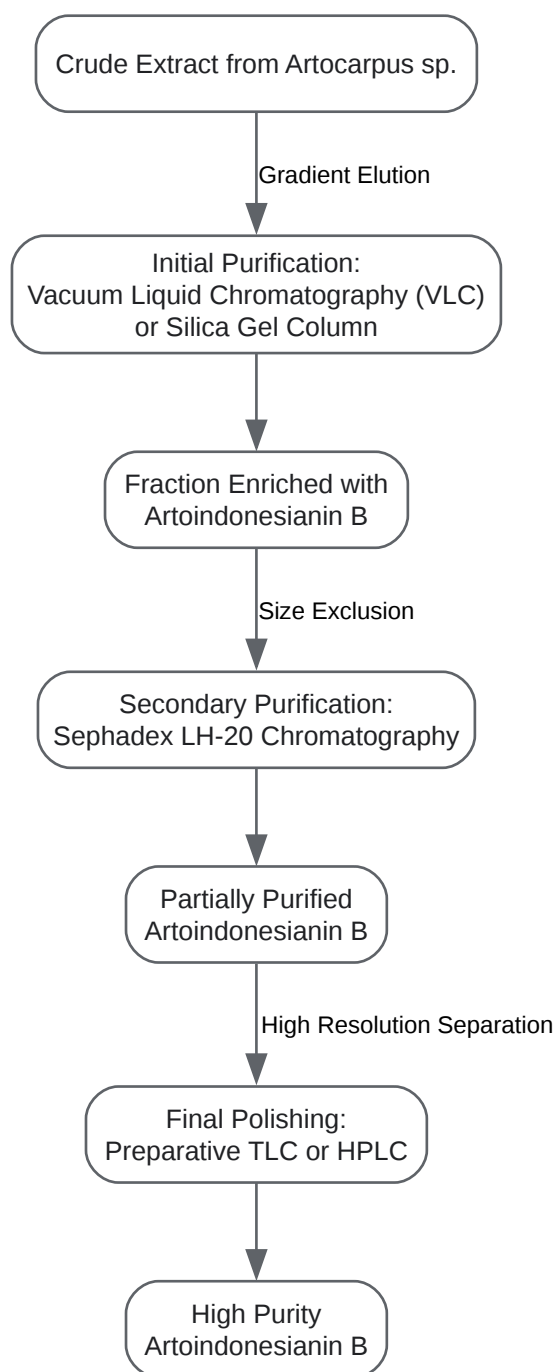 Crude Extract from Artocarpus sp.
Gradient Elution
Initial Purification:
Vacuum Liquid Chromatography (VLC)
or Silica Gel Column
Fraction Enriched with
Artoindonesianin B
Size Exclusion
Secondary Purification:
Sephadex LH-20 Chromatography
Partially Purified
Artoindonesianin B
High Resolution Separation
Final Polishing:
Preparative TLC or HPLC
High Purity
Artoindonesianin B